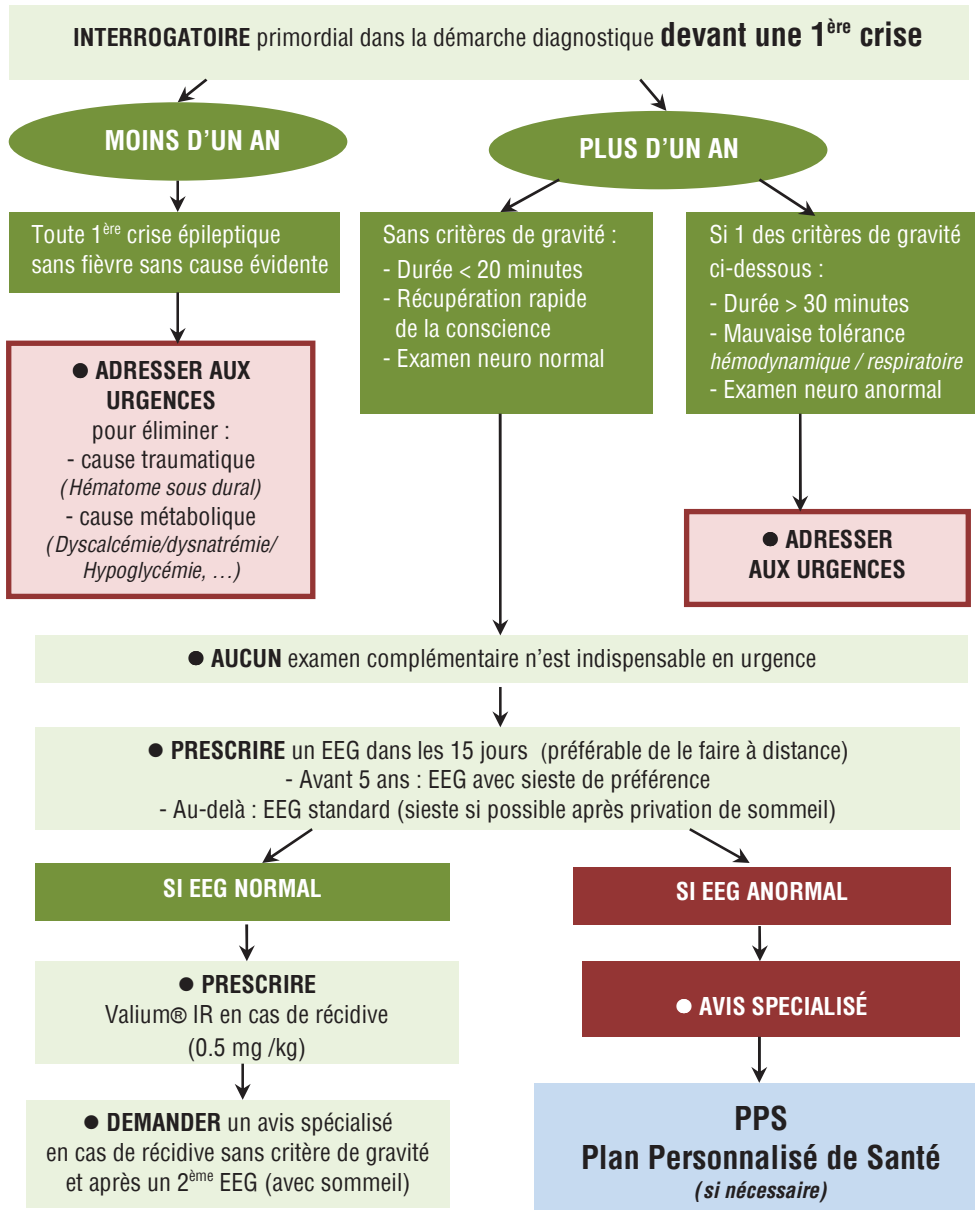 INTERROGATOIRE primordial dans la démarche diagnostique devant une 1ère crise
MOINS D'UN AN
PLUS D'UN AN
Toute 1ère crise épileptique
sans fièvre sans cause évidente
Sans critères de gravité :
- Durée < 20 minutes
- Récupération rapide
de la conscience
- Examen neuro normal
Si 1 des critères de gravité
ci-dessous :
- Durée > 30 minutes
- Mauvaise tolérance
hémodynamique / respiratoire
- Examen neuro anormal
● ADRESSER AUX
URGENCES
pour éliminer :
- cause traumatique
(Hématome sous dural)
- cause métabolique
(Dyscalcémie/dysnatrémie/
Hypoglycémie, …)
● ADRESSER
AUX URGENCES
● AUCUN examen complémentaire n'est indispensable en urgence
● PRESCRIRE un EEG dans les 15 jours (préférable de le faire à distance)
- Avant 5 ans : EEG avec sieste de préférence
- Au-delà : EEG standard (sieste si possible après privation de sommeil)
SI EEG NORMAL
SI EEG ANORMAL
● PRESCRIRE
Valium® IR en cas de récidive
(0.5 mg /kg)
● AVIS SPECIALISÉ
● DEMANDER un avis spécialisé
en cas de récidive sans critère de gravité
et après un 2ème EEG (avec sommeil)
PPS
Plan Personnalisé de Santé
(si nécessaire)